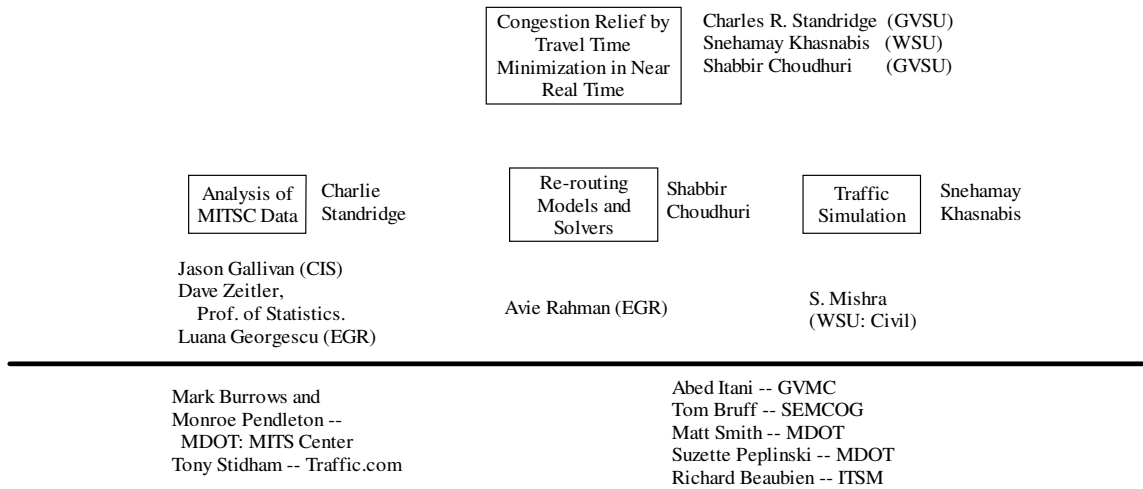 Congestion Relief by
Travel Time
Minimization in Near
Real Time
Charles R. Standridge (GVSU)
Snehamay Khasnabis (WSU)
Shabbir Choudhuri (GVSU)
Analysis of
MITSC Data
Charlie
Standridge
Re-routing
Models and
Solvers
Shabbir
Choudhuri
Traffic
Simulation
Snehamay
Khasnabis
Jason Gallivan (CIS)
Dave Zeitler,
Prof. of Statistics.
Luana Georgescu (EGR)
Avie Rahman (EGR)
S. Mishra
(WSU: Civil)
Mark Burrows and
Monroe Pendleton --
MDOT: MITS Center
Tony Stidham -- Traffic.com
Abed Itani -- GVMC
Tom Bruff -- SEMCOG
Matt Smith -- MDOT
Suzette Peplinski -- MDOT
Richard Beaubien -- ITSM